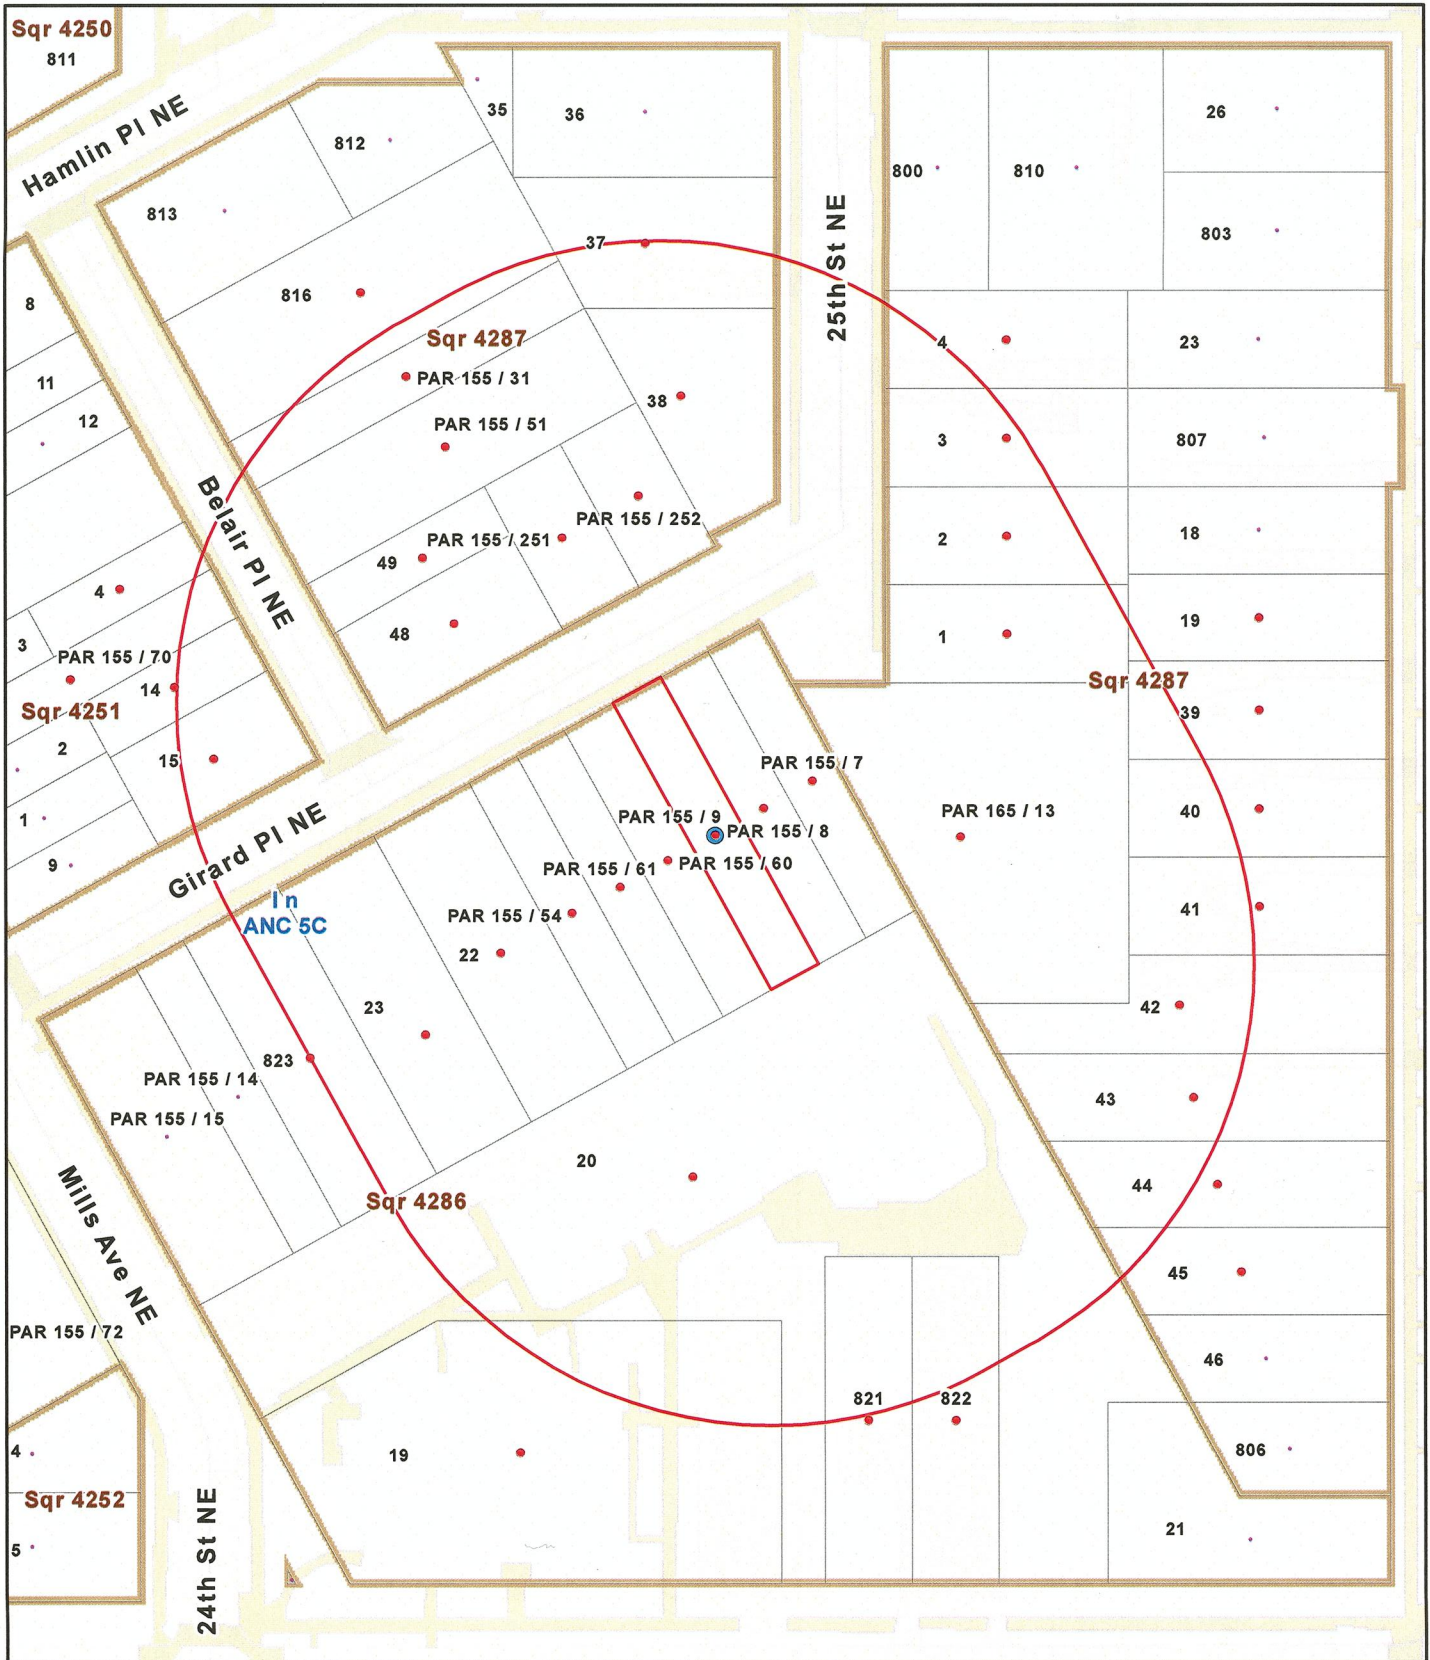 Sqr 4250
811
Hamlin Pl NE
812
35
36
813
800
810
26
803
37
25th St NE
816
8
Sqr 4287
4
23
11
PAR 155 / 31
38
12
PAR 155 / 51
3
807
Belair Pl NE
PAR 155 / 252
PAR 155 / 251
2
18
49
4
48
1
19
3
PAR 155 / 70
14
Sqr 4287
Sqr 4251
39
2
15
PAR 155 / 7
1
PAR 155 / 9
PAR 155 / 8
PAR 165 / 13
40
9
Girard Pl NE
PAR 155 / 61
PAR 155 / 60
In
ANC 5C
PAR 155 / 54
41
22
23
42
823
PAR 155 / 14
43
PAR 155 / 15
20
44
Mills Ave NE
Sqr 4286
45
PAR 155 / 72
46
821
822
4
19
806
Sqr 4252
24th St NE
21
5